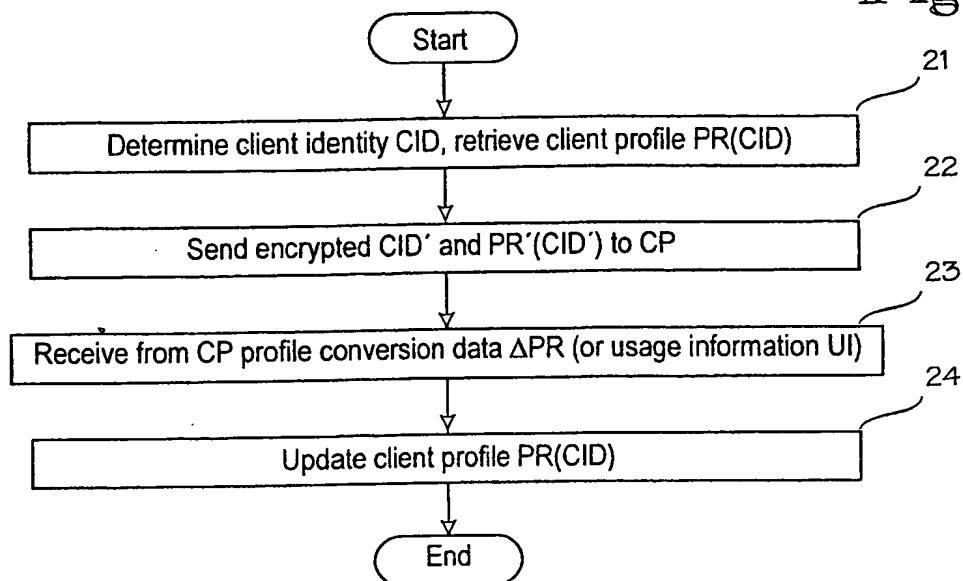 Start
21
Determine client identity CID, retrieve client profile PR(CID)
22
Send encrypted CID´ and PR´(CID´) to CP
23
Receive from CP profile conversion data ΔPR (or usage information UI)
24
Update client profile PR(CID)
End